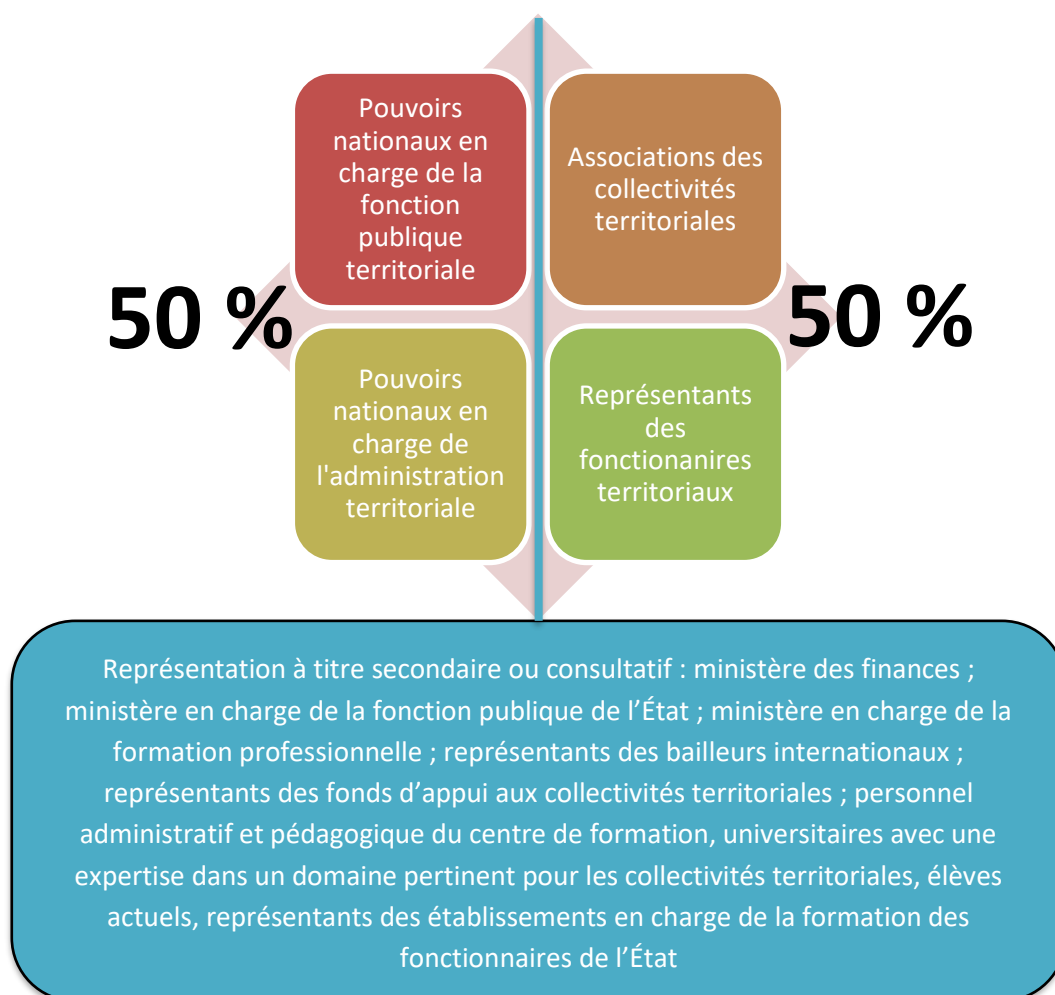 Pouvoirs
nationaux en
charge de la
fonction
publique
territoriale
Associations des
collectivités
territoriales
50 %
50 %
Pouvoirs
nationaux en
charge de
l'administration
territoriale
Représentants
des
fonctionanires
territoriaux
Représentation à titre secondaire ou consultatif : ministère des finances ;
ministère en charge de la fonction publique de l’État ; ministère en charge de la
formation professionnelle ; représentants des bailleurs internationaux ;
représentants des fonds d’appui aux collectivités territoriales ; personnel
administratif et pédagogique du centre de formation, universitaires avec une
expertise dans un domaine pertinent pour les collectivités territoriales, élèves
actuels, représentants des établissements en charge de la formation des
fonctionnaires de l’État